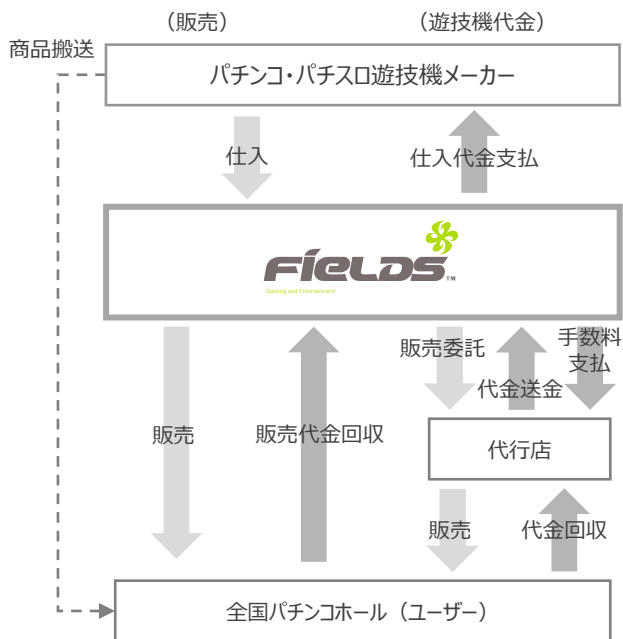 （販売）
（遊技機代金）
商品搬送
パチンコ・パチスロ遊技機メーカー
仕入
仕入代金支払
FIELDS™
Gaming and Entertainment
販売委託
手数料
支払
代金送金
販売
販売代金回収
代行店
販売
代金回収
全国パチンコホール（ユーザー）